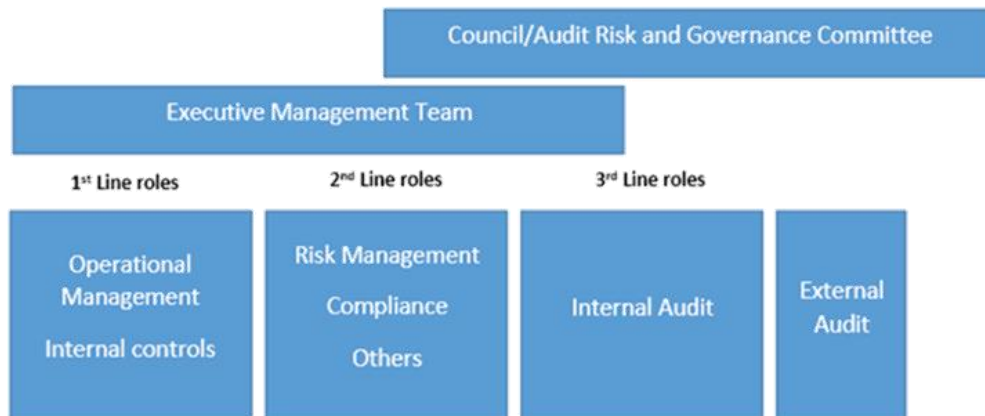 Council/Audit Risk and Governance Committee
Executive Management Team
1st Line roles
2nd Line roles
3rd Line roles
Operational
Management
Internal controls
Risk Management
Compliance
Others
Internal Audit
External
Audit